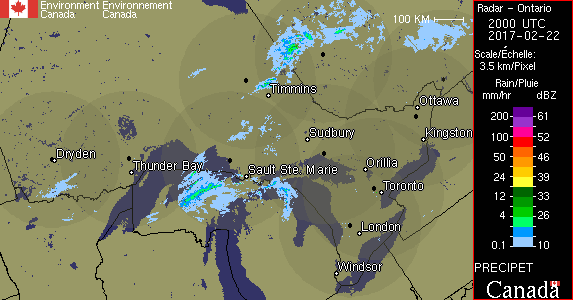 Environment Environnement
Canada Canada
100 KM
Timmins
Ottawa
Sudbury
Kingston
Dryden
Thunder Bay
Sault Ste. Marie
Orillia
Toronto
London
Windsor
Radar - Ontario
2000 UTC
2017-02-22
Scale/Échelle:
3.5 km/Pixel
Rain/Pluie
mm/hr dBZ
200 61
100 52
50 46
24 39
12 33
4 26
0.1 10
PRECIPET
Canada